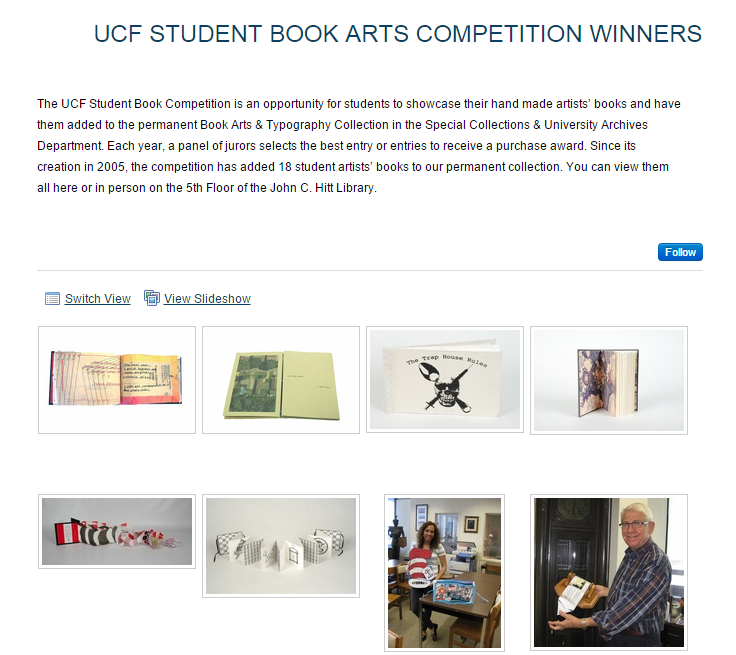 UCF STUDENT BOOK ARTS COMPETITION WINNERS
The UCF Student Book Competition is an opportunity for students to showcase their hand made artists' books and have
them added to the permanent Book Arts & Typography Collection in the Special Collections & University Archives
Department. Each year, a panel of jurors selects the best entry or entries to receive a purchase award. Since its
creation in 2005, the competition has added 18 student artists' books to our permanent collection. You can view them
all here or in person on the 5th Floor of the John C. Hitt Library.
Follow
Switch View View Slideshow
The Trap House Rules